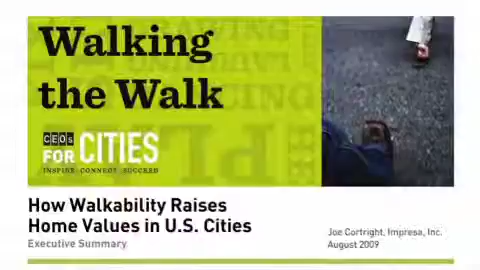 Walking
the Walk
CEOs
FOR CITIES
INSPIRE CONNECT SUCCEED
How Walkability Raises
Home Values in U.S. Cities
Executive Summary
Joe Cortright, Impresa, Inc.
August 2009